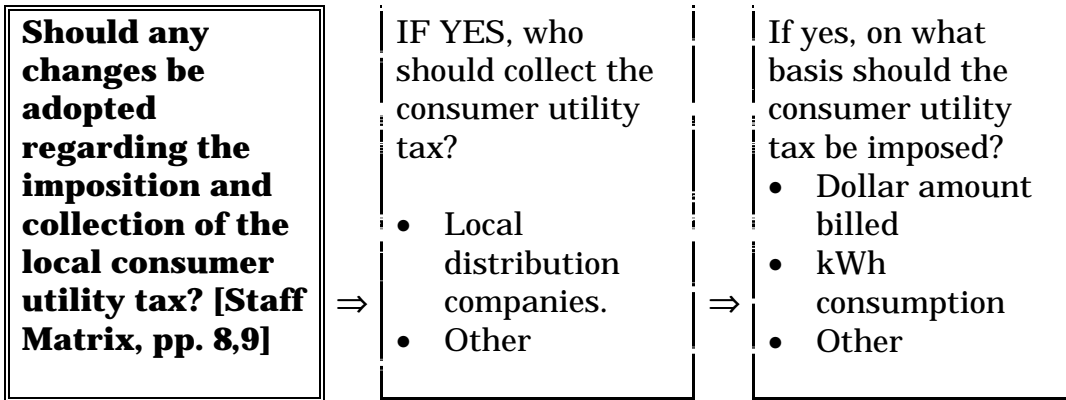 Should any
changes be
adopted
regarding the
imposition and
collection of the
local consumer
utility tax? [Staff
Matrix, pp. 8,9]
⇒
IF YES, who
should collect the
consumer utility
tax?
• Local
distribution
companies.
• Other
⇒
If yes, on what
basis should the
consumer utility
tax be imposed?
• Dollar amount
billed
• kWh
consumption
• Other